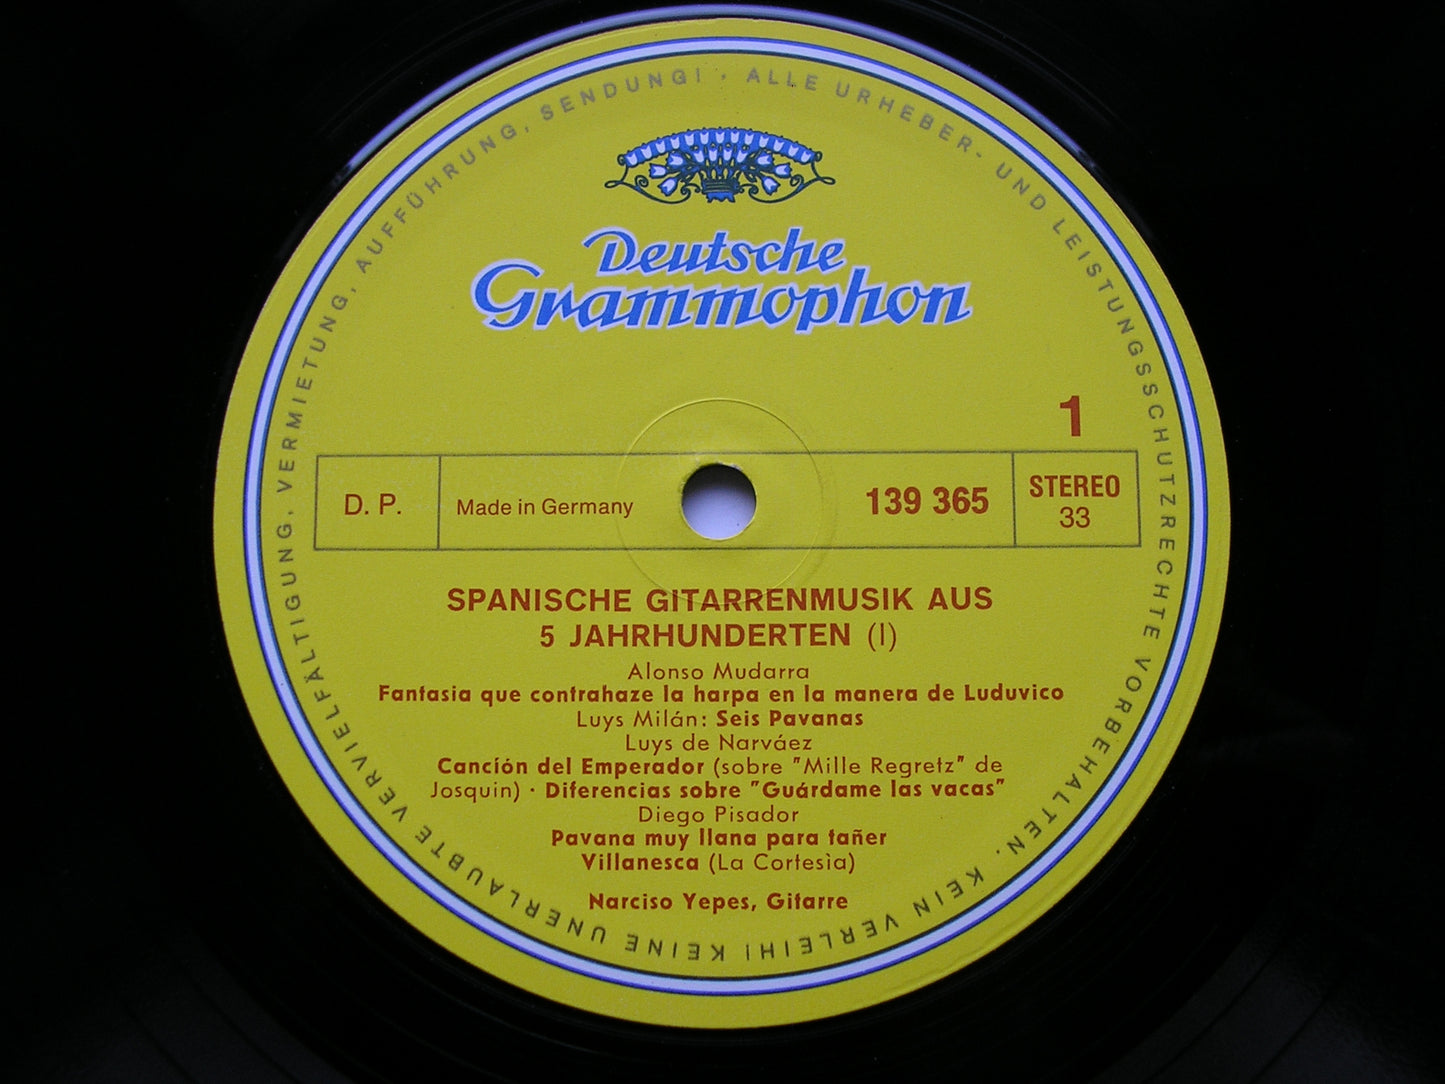 ALLE URHEBER- UND LEISTUNGSSCHUTZRECHTE VORBEHALTEN. KEIN VERLEIH! KEINE UNERLAUBTE VERVIELFÄLTIGUNG, VERMIETUNG, AUFFÜHRUNG, SENDUNG! ·
Deutsche
Grammophon
1
D. P.
Made in Germany
139 365
STEREO
33
SPANISCHE GITARRENMUSIK AUS
5 JAHRHUNDERTEN (I)
Alonso Mudarra
Fantasia que contrahaze la harpa en la manera de Luduvico
Luys Milán: Seis Pavanas
Luys de Narváez
Cancíón del Emperador (sobre "Mille Regretz" de
Josquin) · Diferencias sobre "Guárdame las vacas"
Diego Pisador
Pavana muy llana para tañer
Villanesca (La Cortesìa)
Narciso Yepes, Gitarre